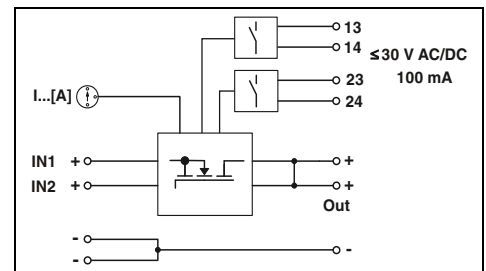 13
14
≤ 30 V AC/DC
100 mA
23
24
I...[A]
IN1 +
IN2 +
+
+
Out
-
-
-